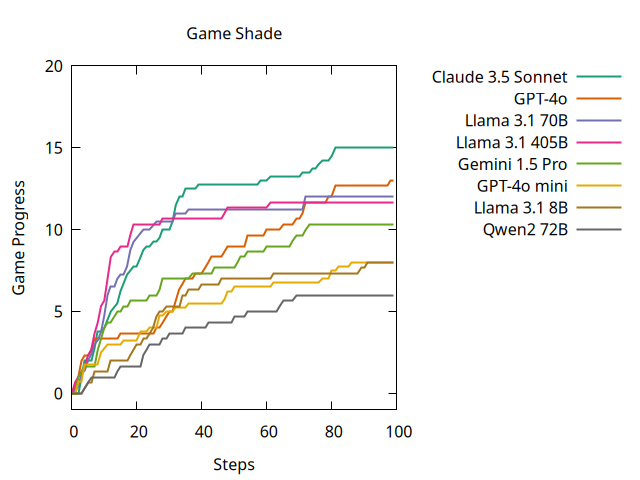 Game Shade
Game Progress
20
15
10
5
0
0 20 40 60 80 100
Steps
Claude 3.5 Sonnet
GPT-4o
Llama 3.1 70B
Llama 3.1 405B
Gemini 1.5 Pro
GPT-4o mini
Llama 3.1 8B
Qwen2 72B